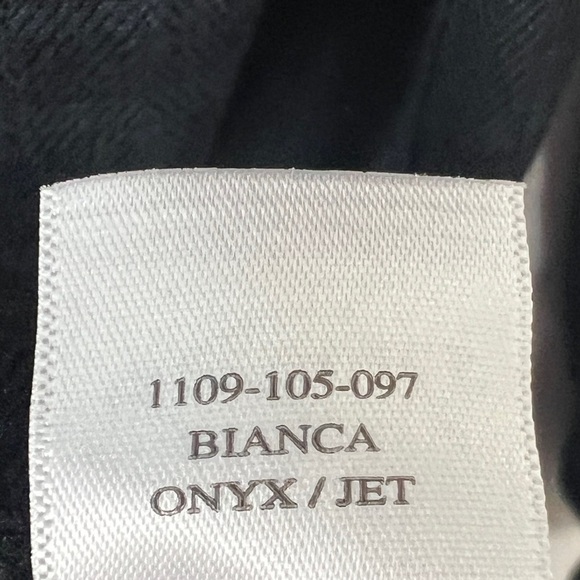 1109-105-097
BIANCA
ONYX / JET